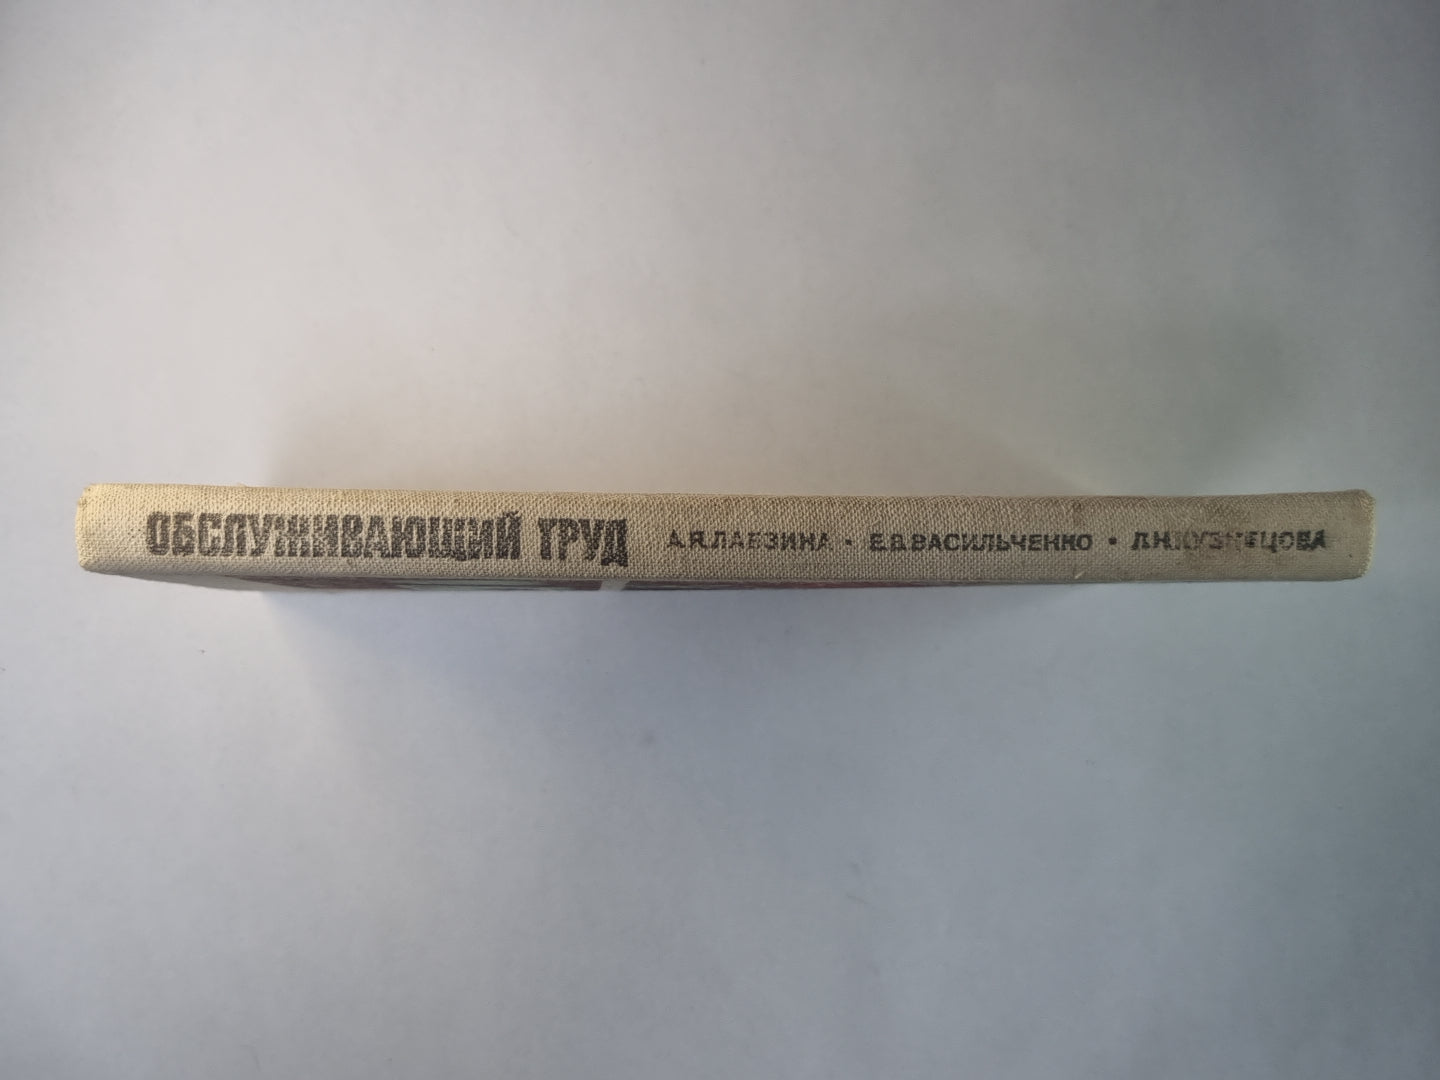 ОБСЛУЖИВАЮЩИЙ ТРУД А.Я.ЛАБЗИНА • Е.В.ВАСИЛЬЧЕНКО • Л.Н.КУЗНЕЦОВА